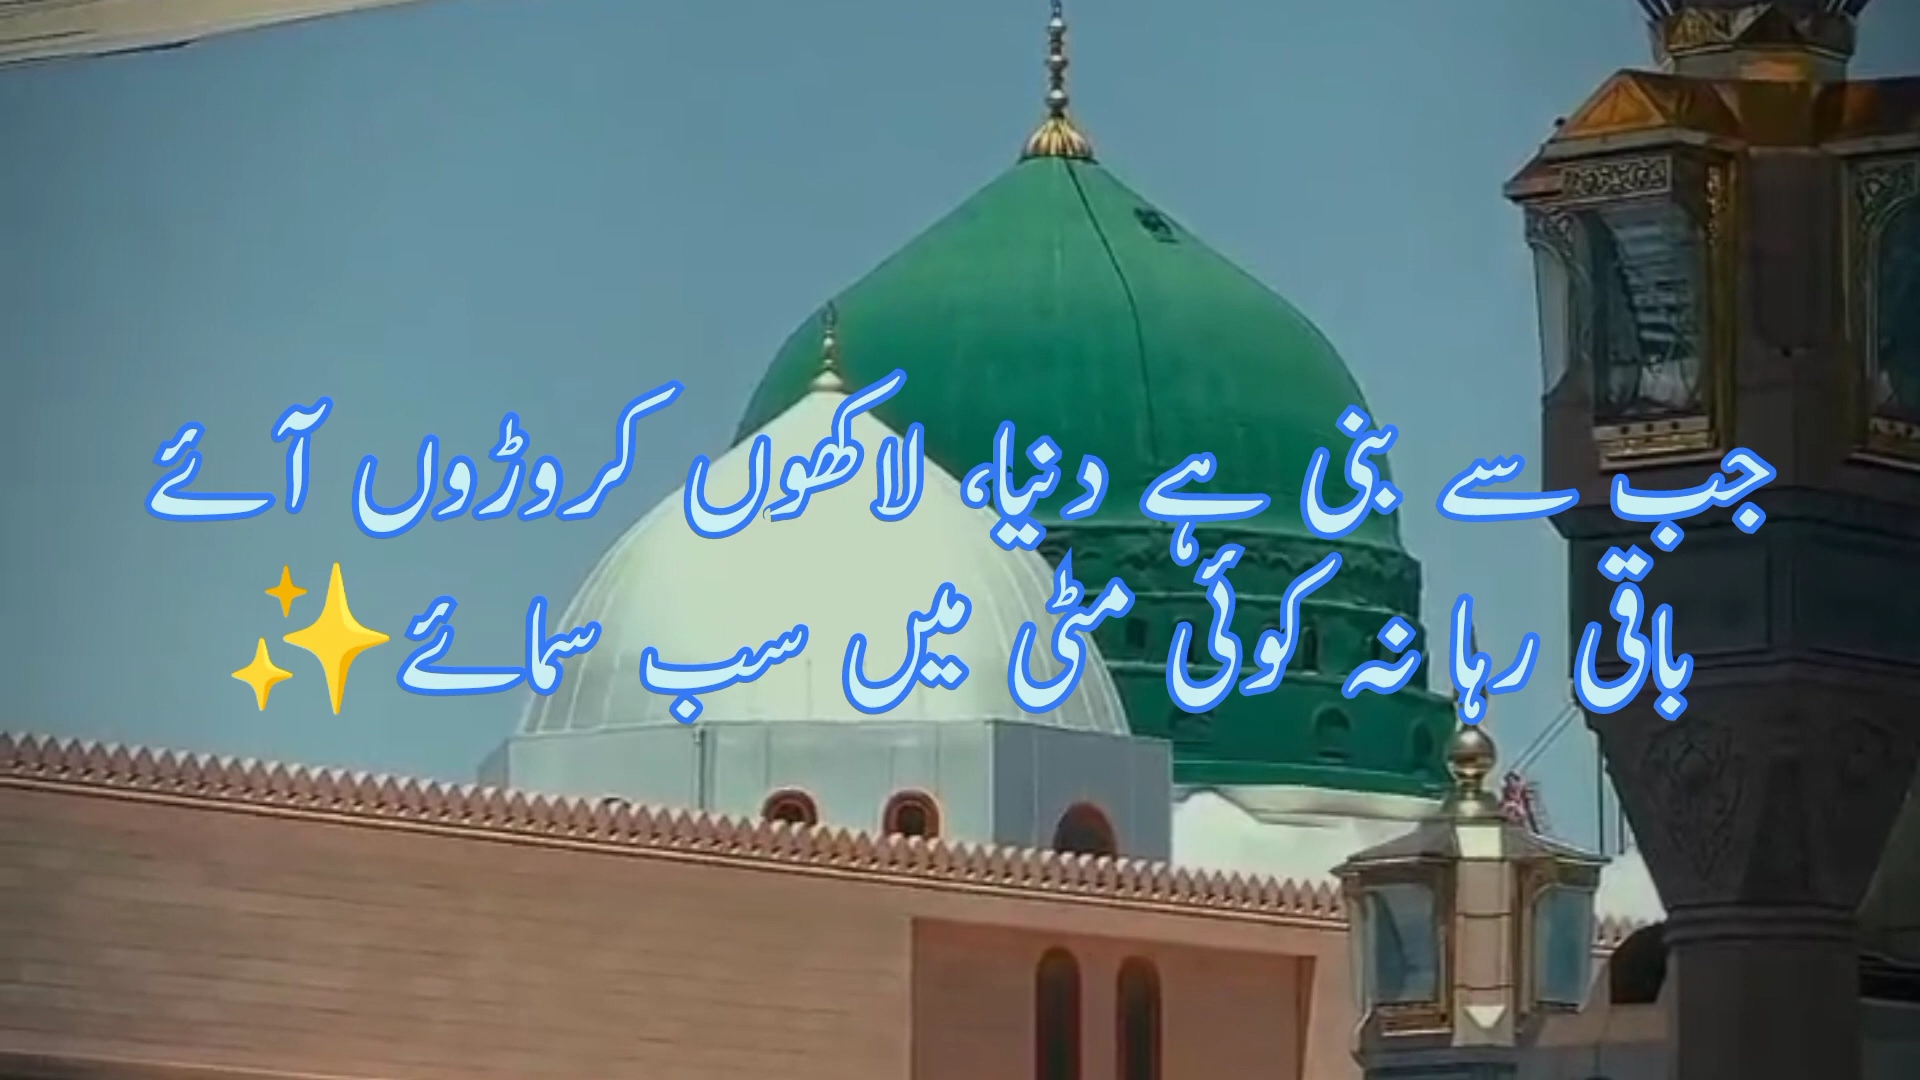 جب سے بنی ہے دنیا، لاکھوں کروڑوں آئے
باقی رہا نہ کوئی مٹی میں سب سمائے✨